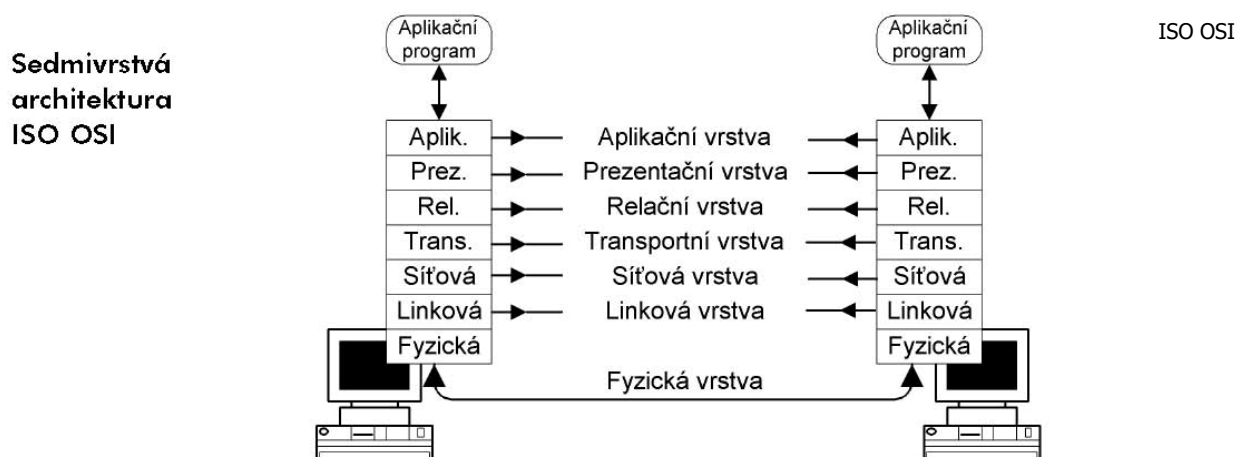 Sedmivrstvá
architektura
ISO OSI
Aplikační
program
Aplikační
program
ISO OSI
Aplik. Aplikační vrstva Aplik.
Prez. Prezentační vrstva Prez.
Rel. Relační vrstva Rel.
Trans. Transportní vrstva Trans.
Síťová Síťová vrstva Síťová
Linková Linková vrstva Linková
Fyzická Fyzická
Fyzická vrstva